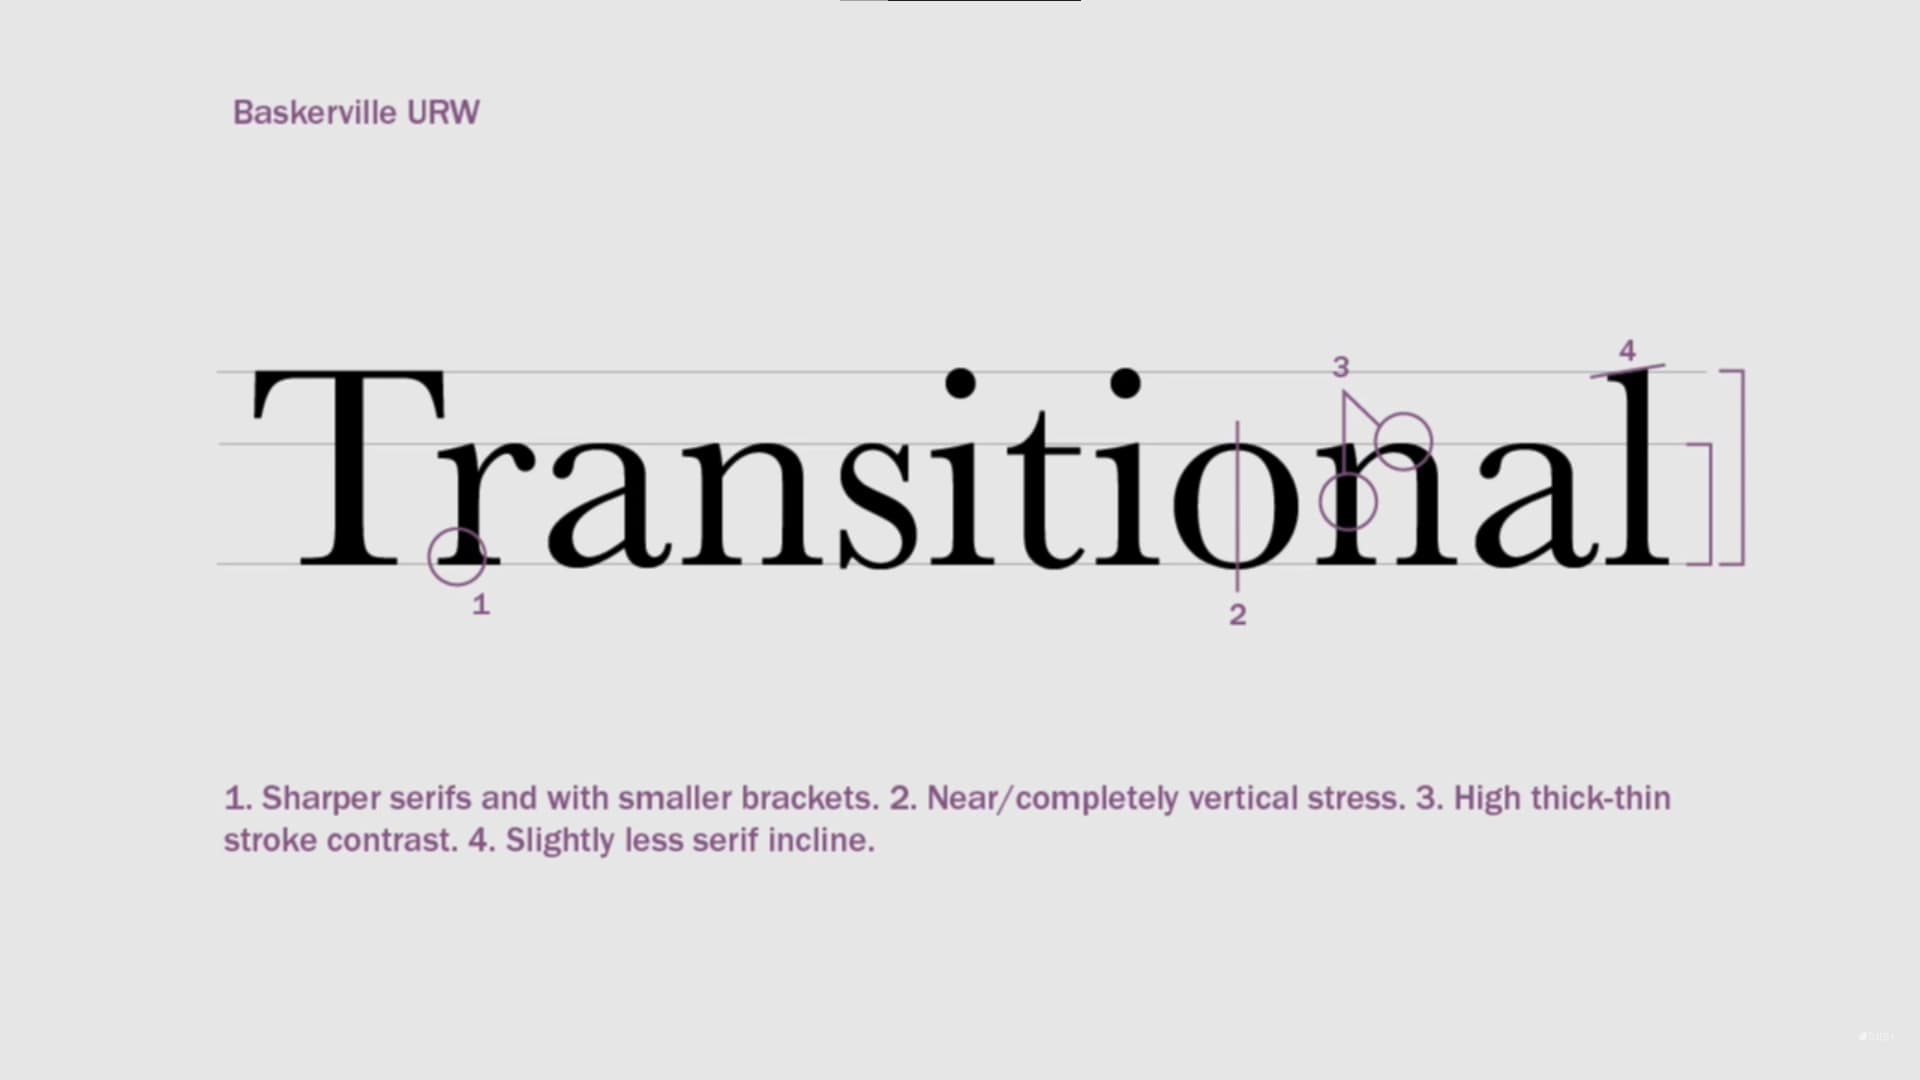 Baskerville URW
3
4
Transitional
1
2
1. Sharper serifs and with smaller brackets. 2. Near/completely vertical stress. 3. High thick-thin
stroke contrast. 4. Slightly less serif incline.